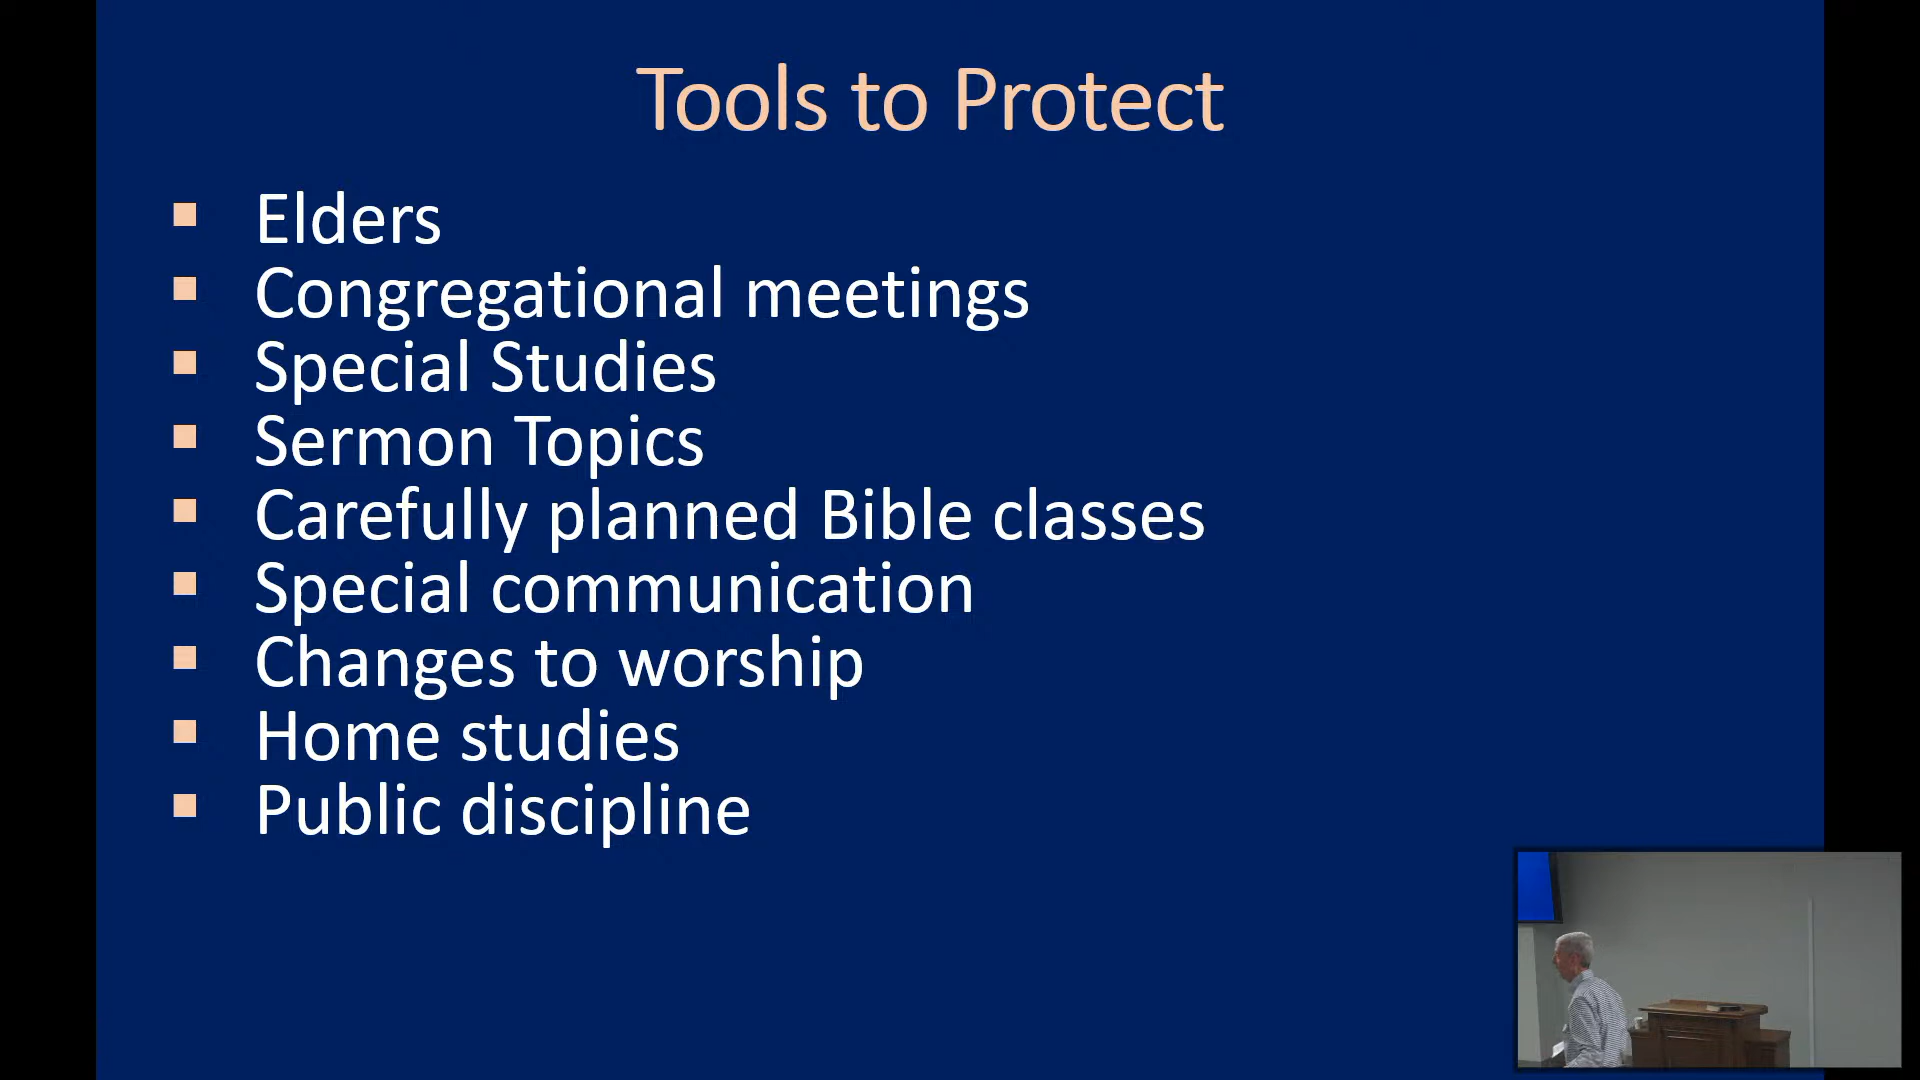 Tools to Protect
Elders
Congregational meetings
Special Studies
Sermon Topics
Carefully planned Bible classes
Special communication
Changes to worship
Home studies
Public discipline